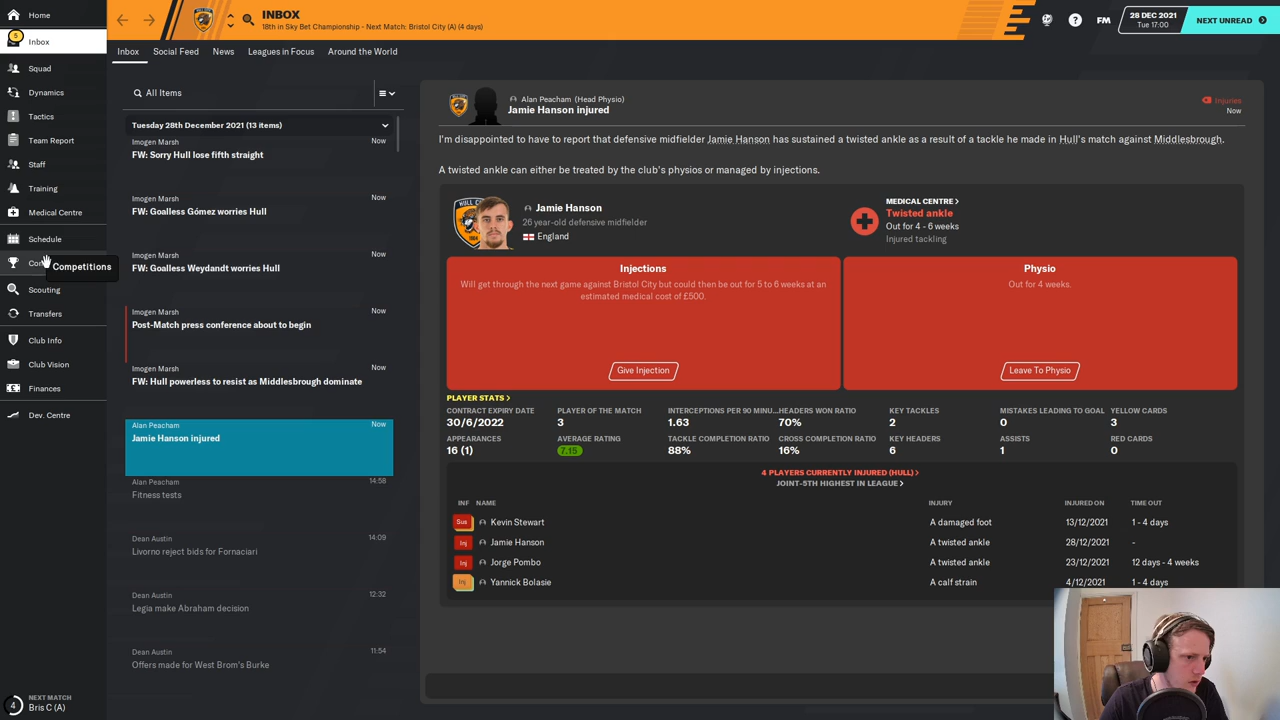 Home
5
Inbox
Squad
Dynamics
Tactics
Team Report
Staff
Training
Medical Centre
Schedule
Competitions
Scouting
Transfers
Club Info
Club Vision
Finances
Dev. Centre
4
NEXT MATCH
Bris C (A)
INBOX
18th in Sky Bet Championship - Next Match: Bristol City (A) (4 days)
?
FM
28 DEC 2021
Tue 17:00
NEXT UNREAD
Inbox
Social Feed
News
Leagues in Focus
Around the World
All Items
Tuesday 28th December 2021 (13 items)
Imogen Marsh
Now
FW: Sorry Hull lose fifth straight
Imogen Marsh
Now
FW: Goalless Gómez worries Hull
Imogen Marsh
Now
FW: Goalless Weydandt worries Hull
Imogen Marsh
Now
Post-Match press conference about to begin
Imogen Marsh
Now
FW: Hull powerless to resist as Middlesbrough dominate
Alan Peacham
Now
Jamie Hanson injured
Alan Peacham
14:58
Fitness tests
Dean Austin
14:09
Livorno reject bids for Fornaciari
Dean Austin
12:32
Legia make Abraham decision
Dean Austin
11:54
Offers made for West Brom's Burke
Alan Peacham (Head Physio)
Jamie Hanson injured
Injuries
Now
I'm disappointed to have to report that defensive midfielder Jamie Hanson has sustained a twisted ankle as a result of a tackle he made in Hull's match against Middlesbrough.
A twisted ankle can either be treated by the club's physios or managed by injections.
Jamie Hanson
26 year-old defensive midfielder
England
MEDICAL CENTRE >
Twisted ankle
Out for 4 - 6 weeks
Injured tackling
Injections
Will get through the next game against Bristol City but could then be out for 5 to 6 weeks at an
estimated medical cost of £500.
Give Injection
Physio
Out for 4 weeks.
Leave To Physio
PLAYER STATS >
CONTRACT EXPIRY DATE
PLAYER OF THE MATCH
INTERCEPTIONS PER 90 MINU...
HEADERS WON RATIO
KEY TACKLES
MISTAKES LEADING TO GOAL
YELLOW CARDS
30/6/2022
3
1.63
70%
2
0
3
APPEARANCES
AVERAGE RATING
TACKLE COMPLETION RATIO
CROSS COMPLETION RATIO
KEY HEADERS
ASSISTS
RED CARDS
16 (1)
7.15
88%
16%
6
1
0
4 PLAYERS CURRENTLY INJURED (HULL) >
JOINT-5TH HIGHEST IN LEAGUE >
INF
NAME
INJURY
INJURED ON
TIME OUT
Sus
Kevin Stewart
A damaged foot
13/12/2021
1 - 4 days
Inj
Jamie Hanson
A twisted ankle
28/12/2021
-
Inj
Jorge Pombo
A twisted ankle
23/12/2021
12 days - 4 weeks
Inj
Yannick Bolasie
A calf strain
4/12/2021
1 - 4 days